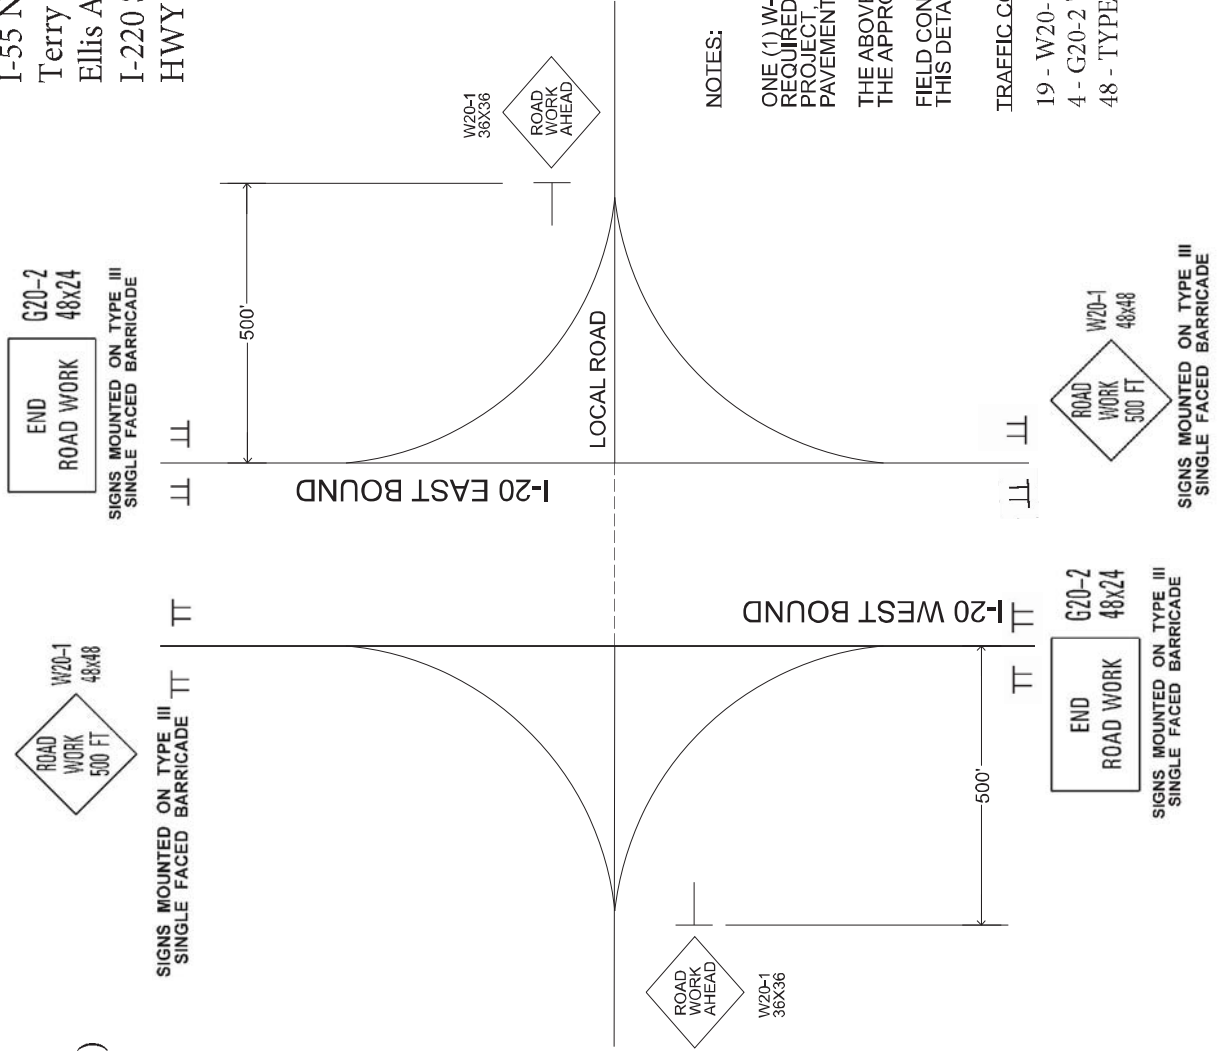 I-55 N
Terry
Ellis A
I-220 S
HWY
W20-1
36X36
ROAD
WORK
AHEAD
NOTES:
ONE (1) W-
REQUIRED
PROJECT,
PAVEMENT
THE ABOVE
THE APPRO
FIELD CON
THIS DETA
TRAFFIC CO
19 - W20-
4 - G20-2
48 - TYPE
END
ROAD WORK
G20-2
48x24
SIGNS MOUNTED ON TYPE III
SINGLE FACED BARRICADE
500'
LOCAL ROAD
I-20 EAST BOUND
ROAD
WORK
500 FT
W20-1
48x48
SIGNS MOUNTED ON TYPE III
SINGLE FACED BARRICADE
ROAD
WORK
500 FT
W20-1
48x48
SIGNS MOUNTED ON TYPE III
SINGLE FACED BARRICADE
I-20 WEST BOUND
500'
END
ROAD WORK
G20-2
48x24
SIGNS MOUNTED ON TYPE III
SINGLE FACED BARRICADE
ROAD
WORK
AHEAD
W20-1
36X36
)